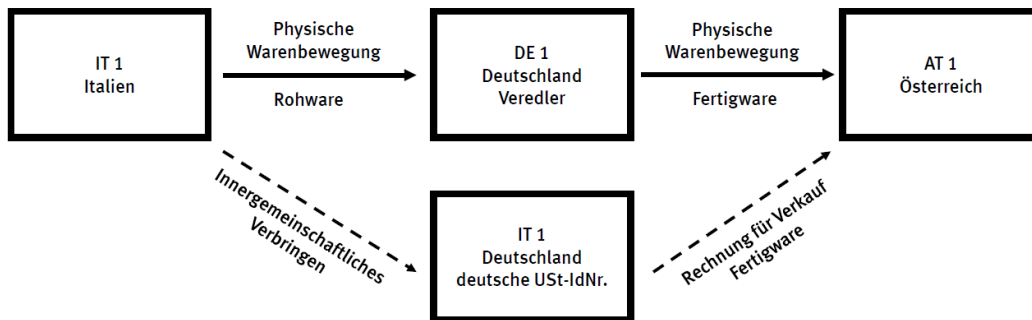 IT 1
Italien
Physische
Warenbewegung
Rohware
DE 1
Deutschland
Veredler
Physische
Warenbewegung
Fertigware
AT 1
Österreich
Innergemeinschaftliches
Verbringen
IT 1
Deutschland
deutsche USt-IdNr.
Rechnung für Verkauf
Fertigware